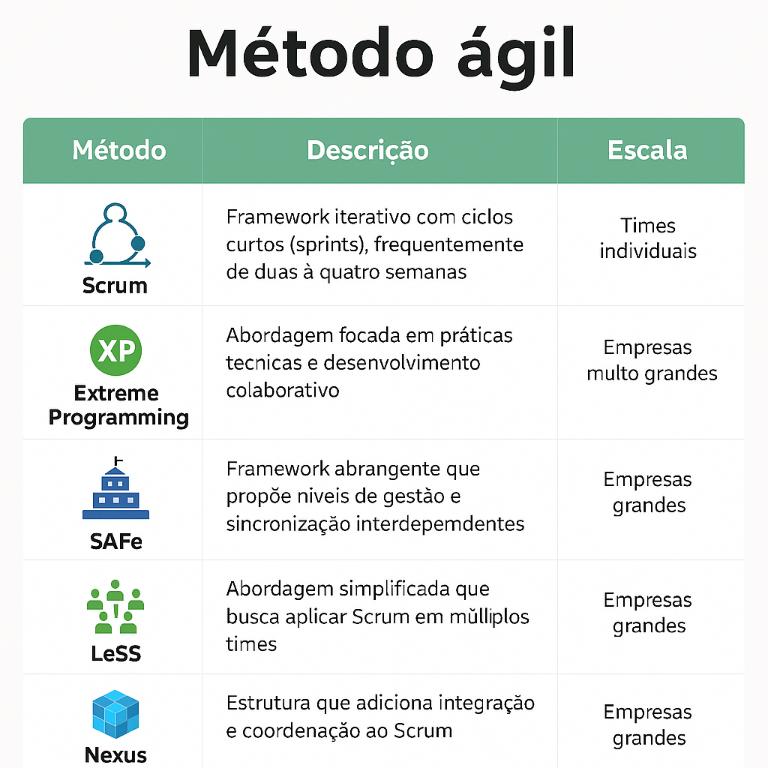 Método ágil
Método
Descrição
Escala
Scrum
Framework iterativo com ciclos
curtos (sprints), frequentemente
de duas à quatro semanas
Times
individuais
XP
Extreme
Programming
Abordagem focada em práticas
tecnicas e desenvolvimento
colaborativo
Empresas
multo grandes
SAFe
Framework abrangente que
propõe niveis de gestão e
sincronização interdepemdentes
Empresas
grandes
LeSS
Abordagem simplificada que
busca aplicar Scrum em mūlliplos
times
Empresas
grandes
Nexus
Estrutura que adiciona integração
e coordenação ao Scrum
Empresas
grandes